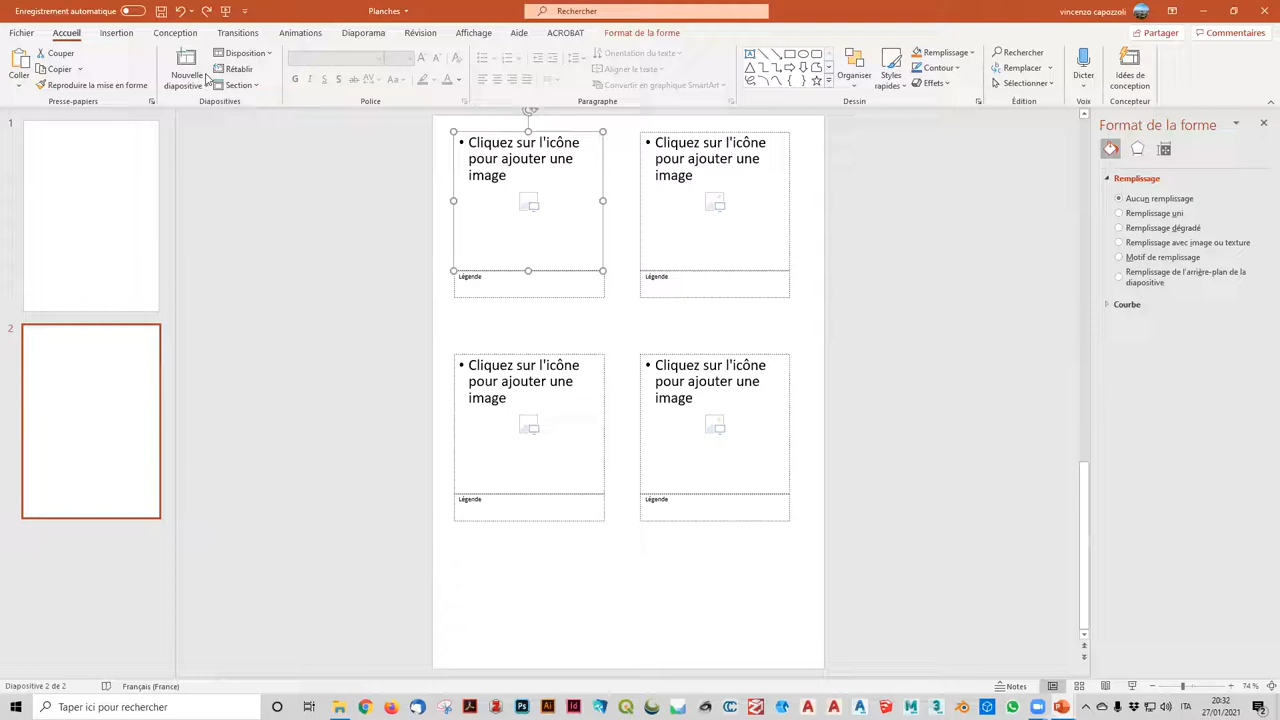 Enregistrement automatique
Planches
Rechercher
vincenzo capozzoli
Fichier
Accueil
Insertion
Conception
Transitions
Animations
Diaporama
Révision
Affichage
Aide
ACROBAT
Format de la forme
Partager
Commentaires
Coller
Couper
Copier
Reproduire la mise en forme
Presse-papiers
Nouvelle
diapositive
Disposition
Rétablir
Section
Diapositives
G
I
S
S
ab
AV
Aa
A
Police
Orientation du texte
Aligner le texte
Convertir en graphique SmartArt
Paragraphe
Organiser
Styles
rapides
Remplissage
Contour
Effets
Dessin
Rechercher
Remplacer
Sélectionner
Édition
Dicter
Voix
Idées de
conception
Concepteur
1
2
• Cliquez sur l'icône
pour ajouter une
image
Légende
• Cliquez sur l'icône
pour ajouter une
image
Légende
• Cliquez sur l'icône
pour ajouter une
image
Légende
• Cliquez sur l'icône
pour ajouter une
image
Légende
Format de la forme
Remplissage
Aucun remplissage
Remplissage uni
Remplissage dégradé
Remplissage avec image ou texture
Motif de remplissage
Remplissage de l'arrière-plan de la
diapositive
Courbe
Diapositive 2 de 2
Français (France)
Notes
74 %
Taper ici pour rechercher
ITA
20:32
27/01/2021